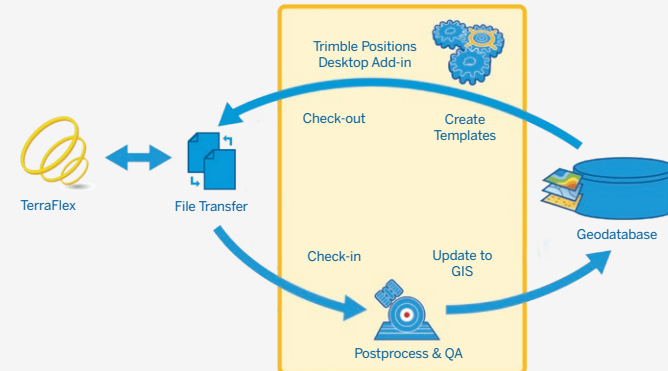 Trimble Positions
Desktop Add-in
Check-out
Create
Templates
TerraFlex
File Transfer
Geodatabase
Check-in
Update to
GIS
Postprocess & QA